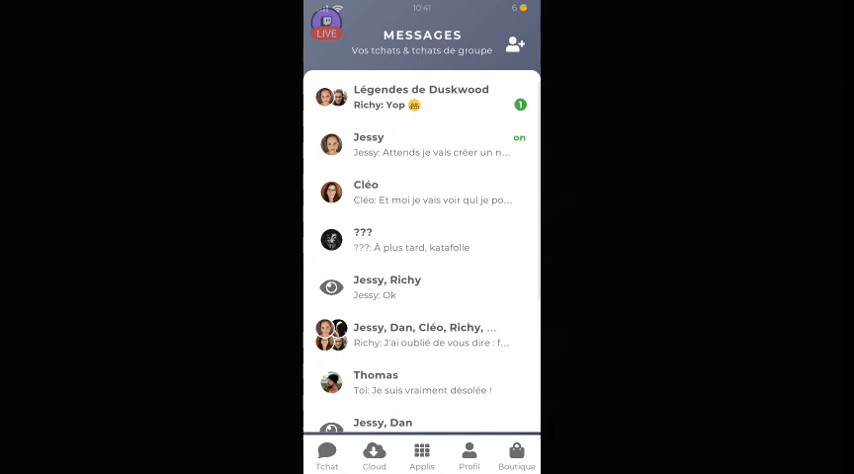 10:41
6
LIVE
MESSAGES
Vos tchats & tchats de groupe
Légendes de Duskwood
Richy: Yop
1
Jessy
on
Jessy: Attends je vais créer un n...
Cléo
Cléo: Et moi je vais voir qui je po...
???
???: À plus tard, katafolle
Jessy, Richy
Jessy: Ok
Jessy, Dan, Cléo, Richy, ...
Richy: J'ai oublié de vous dire : f...
Thomas
Toi: Je suis vraiment désolée !
Jessy, Dan
Tchat
Cloud
Applis
Profil
Boutique